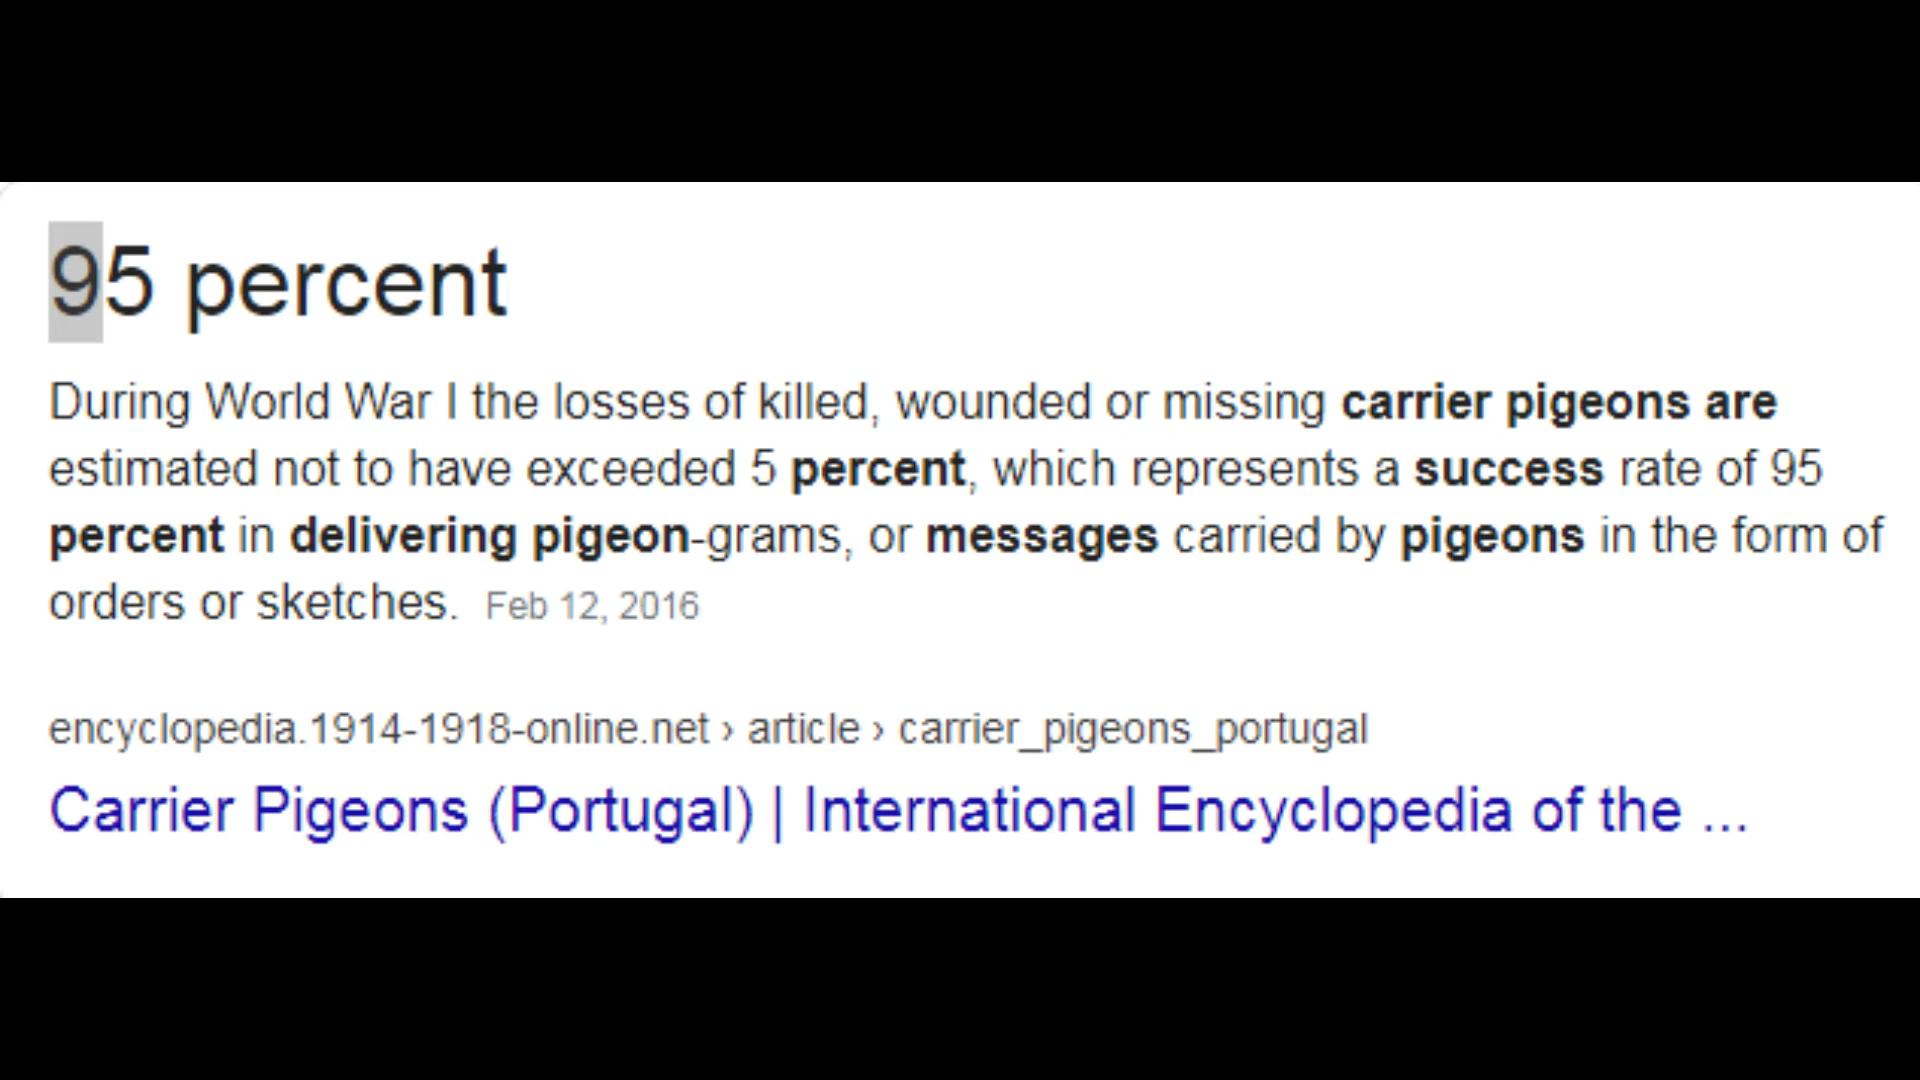 95 percent
During World War I the losses of killed, wounded or missing carrier pigeons are
estimated not to have exceeded 5 percent, which represents a success rate of 95
percent in delivering pigeon-grams, or messages carried by pigeons in the form of
orders or sketches. Feb 12, 2016
encyclopedia.1914-1918-online.net › article › carrier_pigeons_portugal
Carrier Pigeons (Portugal) | International Encyclopedia of the ...